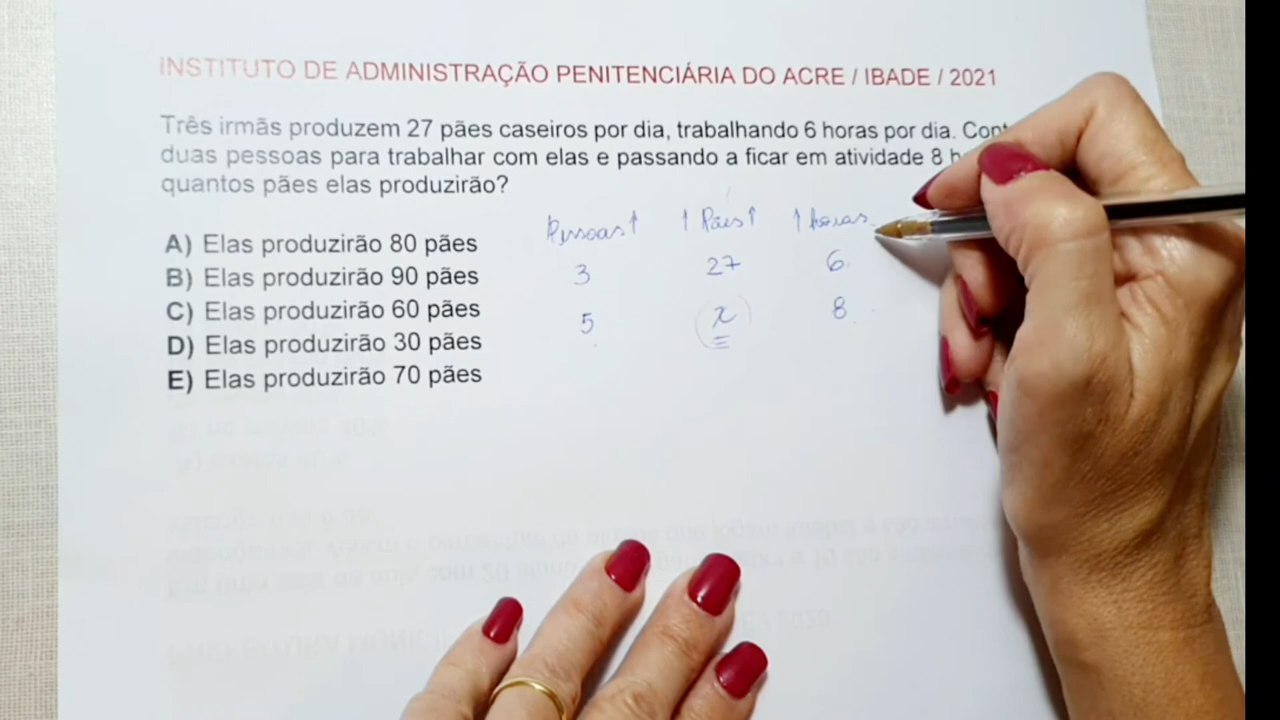 INSTITUTO DE ADMINISTRAÇÃO PENITENCIÁRIA DO ACRE / IBADE / 2021
Três irmãs produzem 27 pães caseiros por dia, trabalhando 6 horas por dia.
duas pessoas para trabalhar com elas e passando a ficar em atividade 8
quantos pães elas produzirão?
A) Elas produzirão 80 pães
B) Elas produzirão 90 pães
C) Elas produzirão 60 pães
D) Elas produzirão 30 pães
E) Elas produzirão 70 pães
Pessoas↑ ↑Pães↑ ↑horas
3 27 6
5 x 8